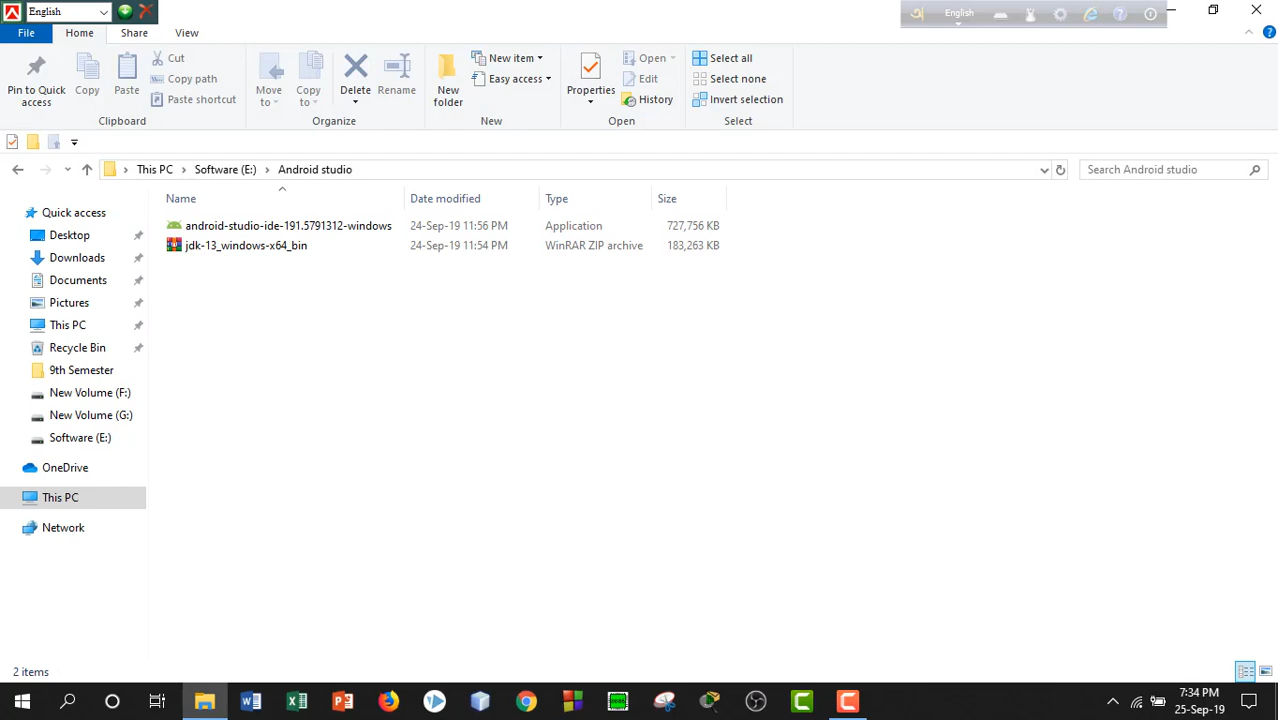 English
English
File Home Share View
Pin to Quick access
Copy
Paste
Cut
Copy path
Paste shortcut
Clipboard
Move to
Copy to
Delete
Rename
Organize
New folder
New item
Easy access
New
Properties
Open
Edit
History
Open
Select all
Select none
Invert selection
Select
This PC > Software (E:) > Android studio
Search Android studio
Name Date modified Type Size
android-studio-ide-191.5791312-windows 24-Sep-19 11:56 PM Application 727,756 KB
jdk-13_windows-x64_bin 24-Sep-19 11:54 PM WinRAR ZIP archive 183,263 KB
Quick access
Desktop
Downloads
Documents
Pictures
This PC
Recycle Bin
9th Semester
New Volume (F:)
New Volume (G:)
Software (E:)
OneDrive
This PC
Network
2 items
7:34 PM
25-Sep-19